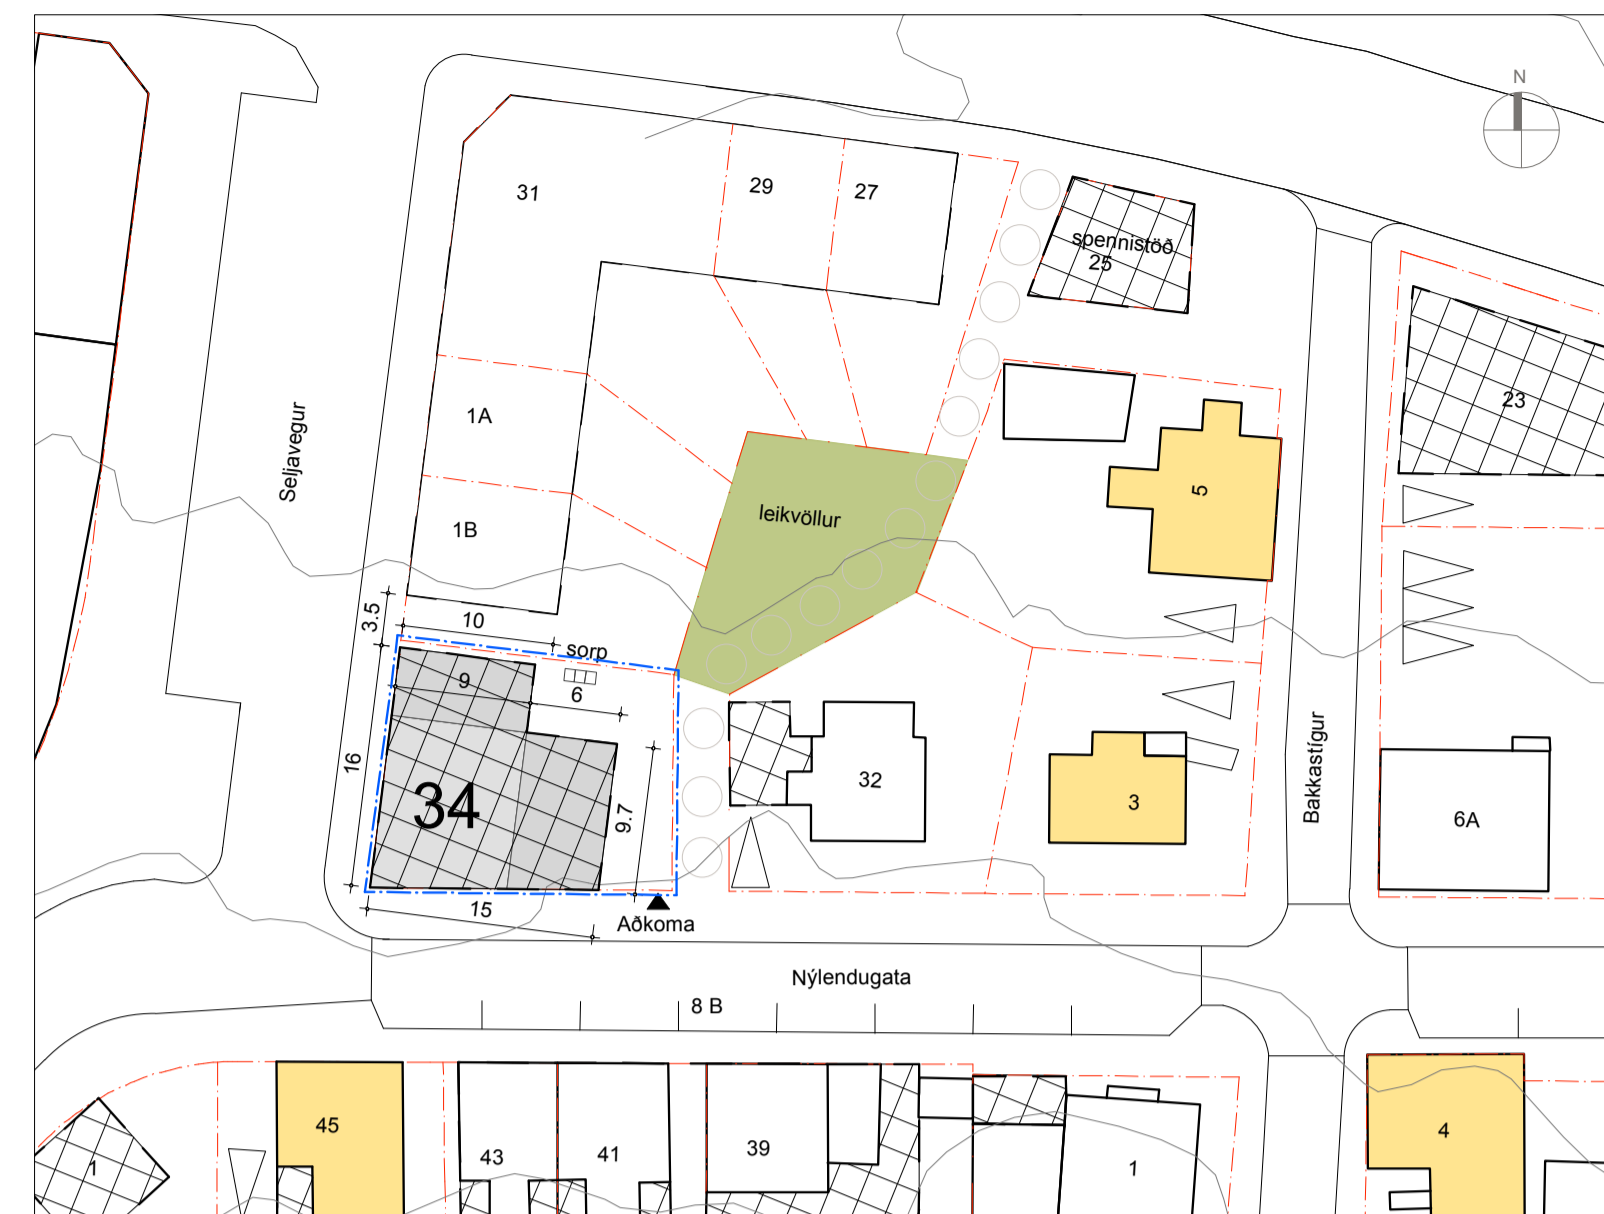 N
31
29
27
spennistöð
25
23
1A
Seljavegur
5
leikvöllur
1B
3.5
10
sorp
9
6
16
34
9.7
32
3
Bakkastígur
6A
15
Aðkoma
Nýlendugata
8 B
45
43
41
39
1
4
1